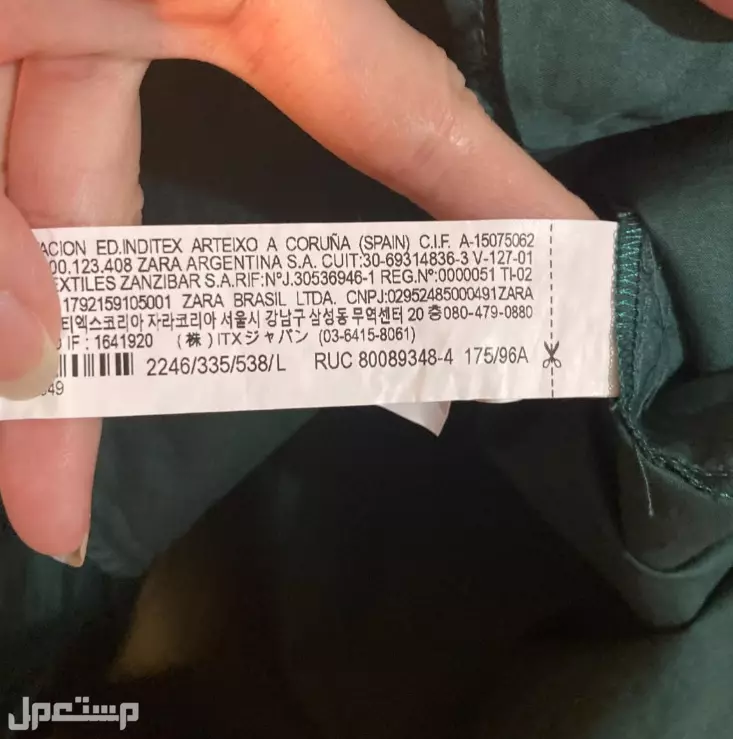 ACION ED.INDITEX ARTEIXO A CORUÑA (SPAIN) C.I.F. A-15075062
00.123.408 ZARA ARGENTINA S.A. CUIT:30-69314836-3 V-127-01
EXTILES ZANZIBAR S.A.RIF:NºJ.30536946-1 REG.Nº:0000051 TI-02
1792159105001 ZARA BRASIL LTDA. CNPJ:02952485000491ZARA
티엑스코리아 자라코리아 서울시 강남구 삼성동 무역센터 20 층080-479-0880
IF : 1641920 (株)ITXジャパン (03-6415-8061)
2246/335/538/L RUC 80089348-4 175/96A
49
مستعمل